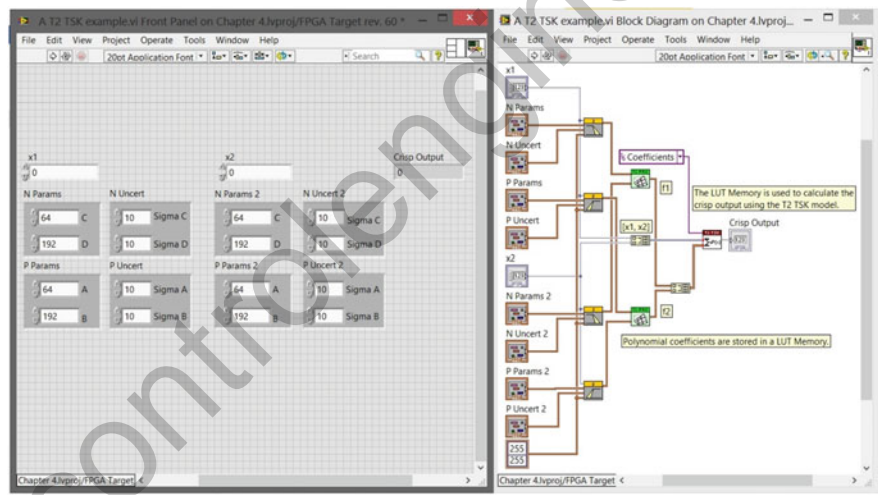 A T2 TSK example.vi Front Panel on Chapter 4.lvproj/FPGA Target rev. 60 *
File Edit View Project Operate Tools Window Help
20pt Application Font
Search
x1
0
x2
0
Crisp Output
0
N Params
N Uncert
N Params 2
N Uncert 2
64 C
10 Sigma C
64 C
10 Sigma C
192 D
10 Sigma D
192 D
10 Sigma D
P Params
P Uncert
P Params 2
P Uncert 2
64 A
10 Sigma A
64 A
10 Sigma A
192 B
10 Sigma B
192 B
10 Sigma B
Chapter 4.lvproj/FPGA Target
A T2 TSK example.vi Block Diagram on Chapter 4.lvproj...
File Edit View Project Operate Tools Window Help
20pt Application Font
x1
N Params
N Uncert
P Params
P Uncert
x2
N Params 2
N Uncert 2
P Params 2
P Uncert 2
255
255
Coefficients
f1
The LUT Memory is used to calculate the
crisp output using the T2 TSK model.
[x1, x2]
Crisp Output
f2
Polynomial coefficients are stored in a LUT Memory.
Chapter 4.lvproj/FPGA Target
controlengin